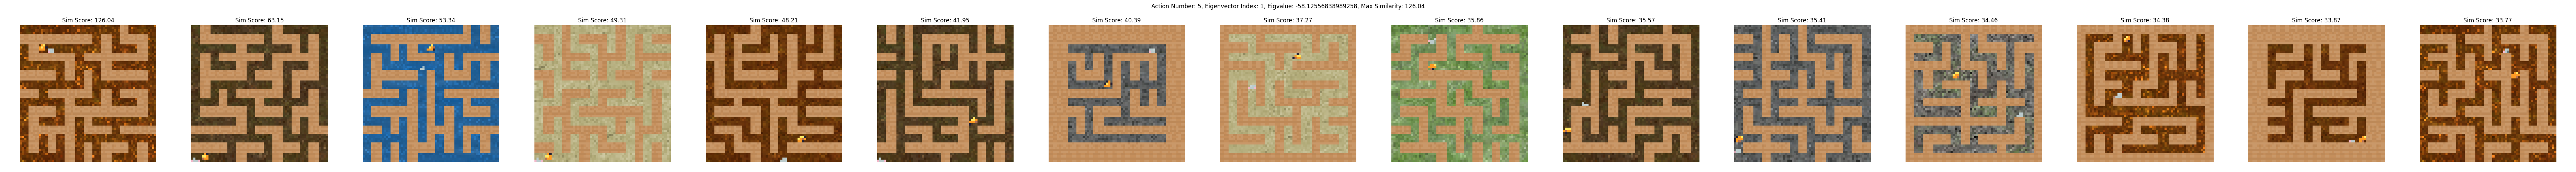 Action Number: 5, Eigenvector Index: 1, Eigvalue: -58.12556838989258, Max Similarity: 126.04
Sim Score: 126.04
Sim Score: 63.15
Sim Score: 53.34
Sim Score: 49.31
Sim Score: 48.21
Sim Score: 41.95
Sim Score: 40.39
Sim Score: 37.27
Sim Score: 35.86
Sim Score: 35.57
Sim Score: 35.41
Sim Score: 34.46
Sim Score: 34.38
Sim Score: 33.87
Sim Score: 33.77